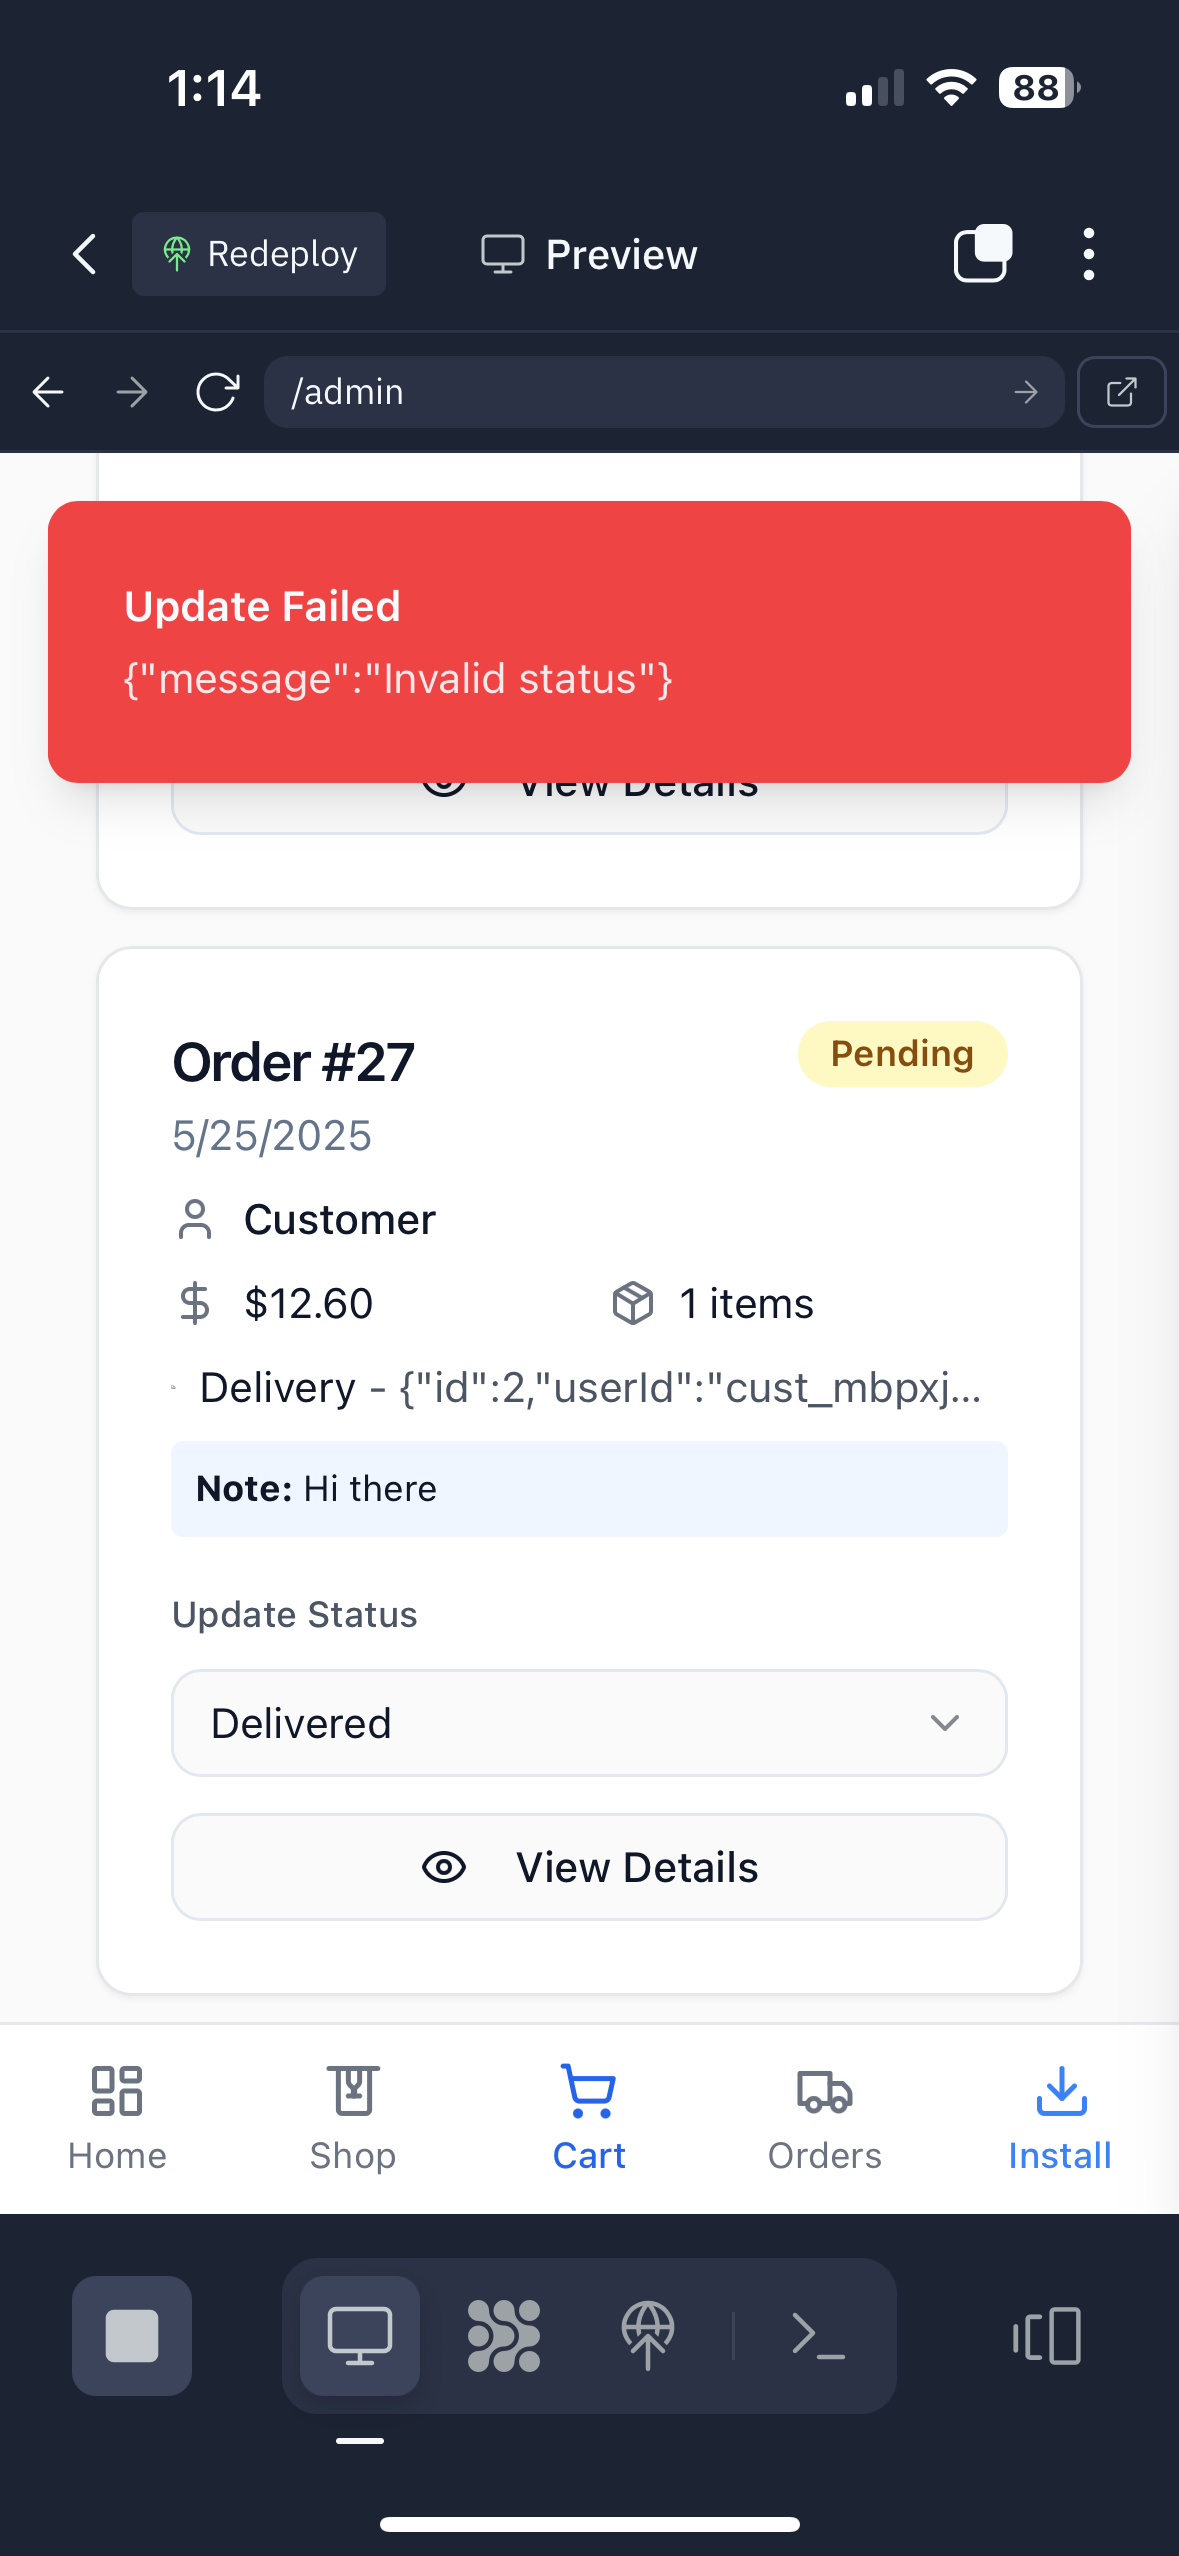 1:14
88
Redeploy
Preview
/admin
Update Failed
{"message":"Invalid status"}
View Details
Order #27
Pending
5/25/2025
Customer
$12.60
1 items
Delivery - {"id":2,"userId":"cust_mbpxj...
Note: Hi there
Update Status
Delivered
View Details
Home
Shop
Cart
Orders
Install